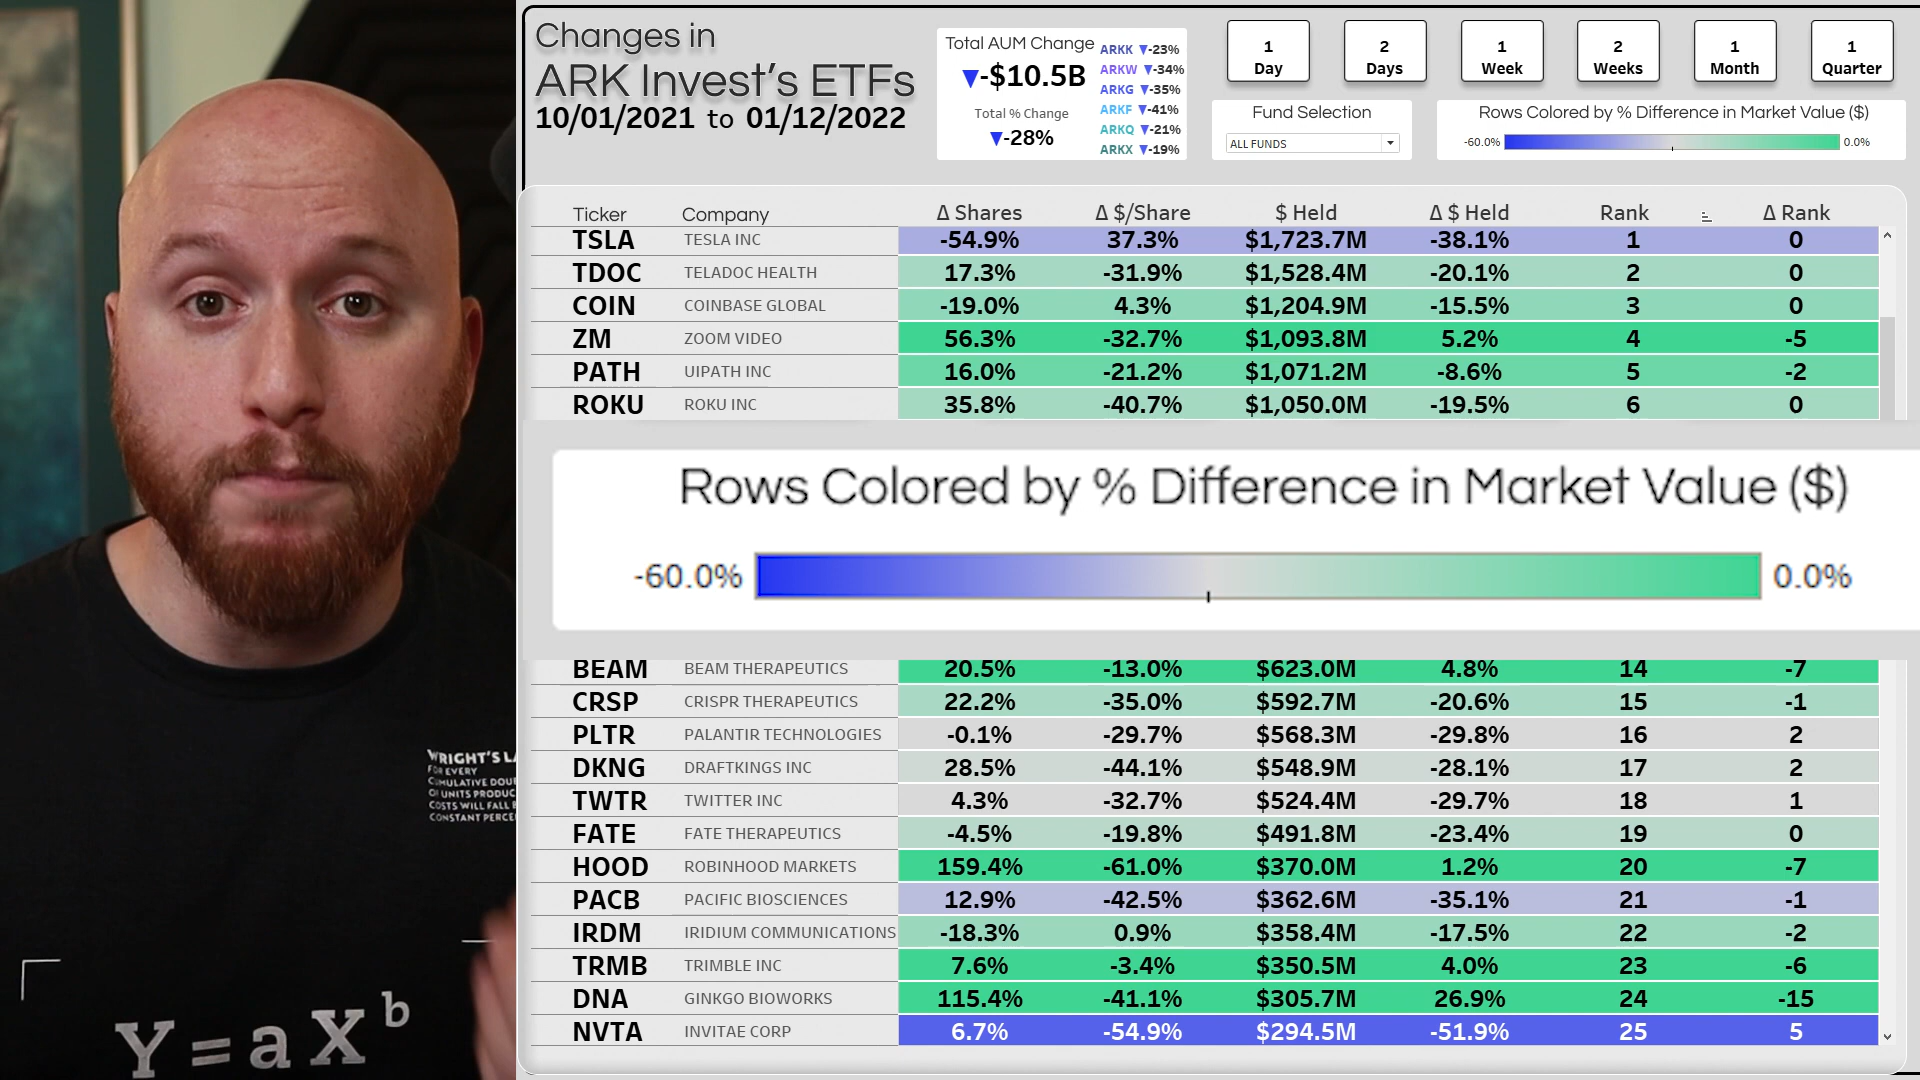 Changes in
ARK Invest's ETFs
10/01/2021 to 01/12/2022
Total AUM Change
▼-$10.5B
Total % Change
▼-28%
ARKK ▼-23%
ARKW ▼-34%
ARKG ▼-35%
ARKF ▼-41%
ARKQ ▼-21%
ARKX ▼-19%
1 Day
2 Days
1 Week
2 Weeks
1 Month
1 Quarter
Fund Selection
ALL FUNDS
Rows Colored by % Difference in Market Value ($)
-60.0% 0.0%
Ticker Company Δ Shares Δ $/Share $ Held Δ $ Held Rank Δ Rank
TSLA TESLA INC -54.9% 37.3% $1,723.7M -38.1% 1 0
TDOC TELADOC HEALTH 17.3% -31.9% $1,528.4M -20.1% 2 0
COIN COINBASE GLOBAL -19.0% 4.3% $1,204.9M -15.5% 3 0
ZM ZOOM VIDEO 56.3% -32.7% $1,093.8M 5.2% 4 -5
PATH UIPATH INC 16.0% -21.2% $1,071.2M -8.6% 5 -2
ROKU ROKU INC 35.8% -40.7% $1,050.0M -19.5% 6 0
Rows Colored by % Difference in Market Value ($)
-60.0% 0.0%
BEAM BEAM THERAPEUTICS 20.5% -13.0% $623.0M 4.8% 14 -7
CRSP CRISPR THERAPEUTICS 22.2% -35.0% $592.7M -20.6% 15 -1
PLTR PALANTIR TECHNOLOGIES -0.1% -29.7% $568.3M -29.8% 16 2
DKNG DRAFTKINGS INC 28.5% -44.1% $548.9M -28.1% 17 2
TWTR TWITTER INC 4.3% -32.7% $524.4M -29.7% 18 1
FATE FATE THERAPEUTICS -4.5% -19.8% $491.8M -23.4% 19 0
HOOD ROBINHOOD MARKETS 159.4% -61.0% $370.0M 1.2% 20 -7
PACB PACIFIC BIOSCIENCES 12.9% -42.5% $362.6M -35.1% 21 -1
IRDM IRIDIUM COMMUNICATIONS -18.3% 0.9% $358.4M -17.5% 22 -2
TRMB TRIMBLE INC 7.6% -3.4% $350.5M 4.0% 23 -6
DNA GINKGO BIOWORKS 115.4% -41.1% $305.7M 26.9% 24 -15
NVTA INVITAE CORP 6.7% -54.9% $294.5M -51.9% 25 5
WRIGHT'S LA
FOR EVERY
CUMULATIVE DOU
OF UNITS PRODUC
COSTS WILL FALL B
CONSTANT PERCE
Y = a X b